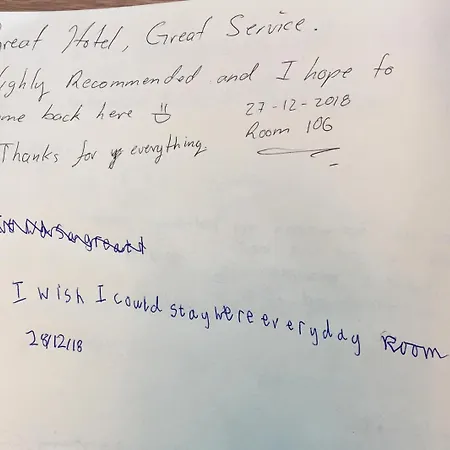 reat Hotel, Great Service.
ighly Recommended and I hope to
ome back here
27-12-2018
Room 106
Thanks for everything.
I wish I could stay here everyday Room
28/12/18